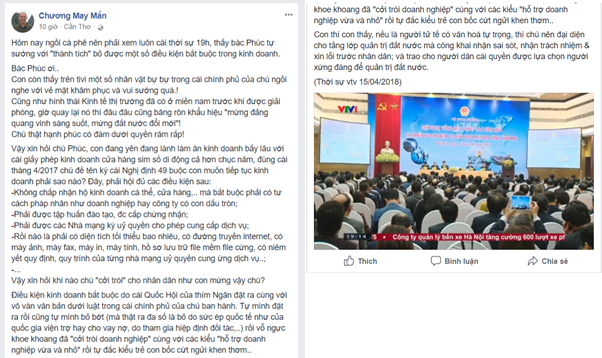 Chương May Mắn
10 giờ · Cần Thơ ·
Hôm nay ngồi cà phê nên phải xem luôn cái thời sự 19h, thấy bác Phúc tự
sướng với "thành tích" bỏ được một số điều kiện bắt buộc trong kinh doanh.
Bác Phúc ơi..
Con còn thấy trên tivi một số nhân vật bự bự trong cái chính phủ của chú ngồi
nghe với vẻ mặt khâm phục và vui sướng quá.!
Cũng như hình thái Kinh tế thị trường đã có ở miền nam trước khi được giải
phóng, giờ quay lại nó thì đâu đâu cũng băng rôn khẩu hiệu "mừng đảng
quang vinh sáng suốt, mừng đất nước đổi mới"!
Chú thật hạnh phúc có đám dưới quyền răm rắp!
Vậy xin hỏi chú Phúc, con đang yên đang lành làm ăn kinh doanh bấy lâu với
cái giấy phép kinh doanh cửa hàng sim số di động cả hơn chục năm, đùng cái
tháng 4/2017 chú đề tên ký cái Nghị định 49 buộc con muốn tiếp tục kinh
doanh phải sao nào? Đây, phải hội đủ các điều kiện sau:
-Không chấp nhận hộ kinh doanh cá thể, cửa hàng,.. mà bắt buộc phải có tư
cách pháp nhân như doanh nghiệp hay công ty có con dấu tròn;
-Phải được tập huấn đào tạo, đc cấp chứng nhận;
-Phải được các Nhà mạng ký uỷ quyền cho phép cung cấp dịch vụ;
-Rồi nào là phải có diện tích tối thiểu bao nhiêu, có đường truyền internet, có
máy ảnh, máy fax, máy in, máy tính, hồ sơ lưu trữ file mềm file cứng, có niêm
yết quy định, quy trình của từng nhà mạng uỷ quyền cung ứng dịch vụ..;
-...
Vậy xin hỏi khi nào chú "cởi trói" cho nhân dân như con mừng vậy chú?
Điều kiện kinh doanh bắt buộc do cái Quốc Hội của thím Ngân đặt ra cùng với
vô vàn văn bản dưới luật trong cái chính phủ của chú ban hành. Tự mình đặt
ra rồi cũng tự mình bỏ bớt (mà thật ra đa số là bỏ do sức ép quốc tế như của
quốc gia viện trợ hay cho vay nợ, do tham gia hiệp định đối tác,..) rồi vỗ ngực
khoe khoang đã "cởi trói doanh nghiệp" cùng với các kiểu "hỗ trợ doanh
nghiệp vừa và nhỏ" rồi tự đắc kiểu trẻ con bốc cứt ngửi khen thơm..
khoe khoang đã "cởi trói doanh nghiệp" cùng với các kiểu "hỗ trợ doanh nghiệp
vừa và nhỏ" rồi tự đắc kiểu trẻ con bốc cứt ngửi khen thơm..
Con thì con thấy, nếu là người tử tế có văn hoá tự trọng, thì chú nên đại diện
cho tầng lớp quản trị đất nước mà công khai nhận sai sót, nhận trách nhiệm &
xin lỗi trước nhân dân; và trao cho người dân cái quyền được lựa chọn người
xứng đáng để quản trị đất nước.
(Thời sự vtv 15/04/2018)
VTV1
19:14
Công ty quản lý bến xe Hà Nội tăng cường 600 lượt xe
Thích
Bình luận
Chia sẻ